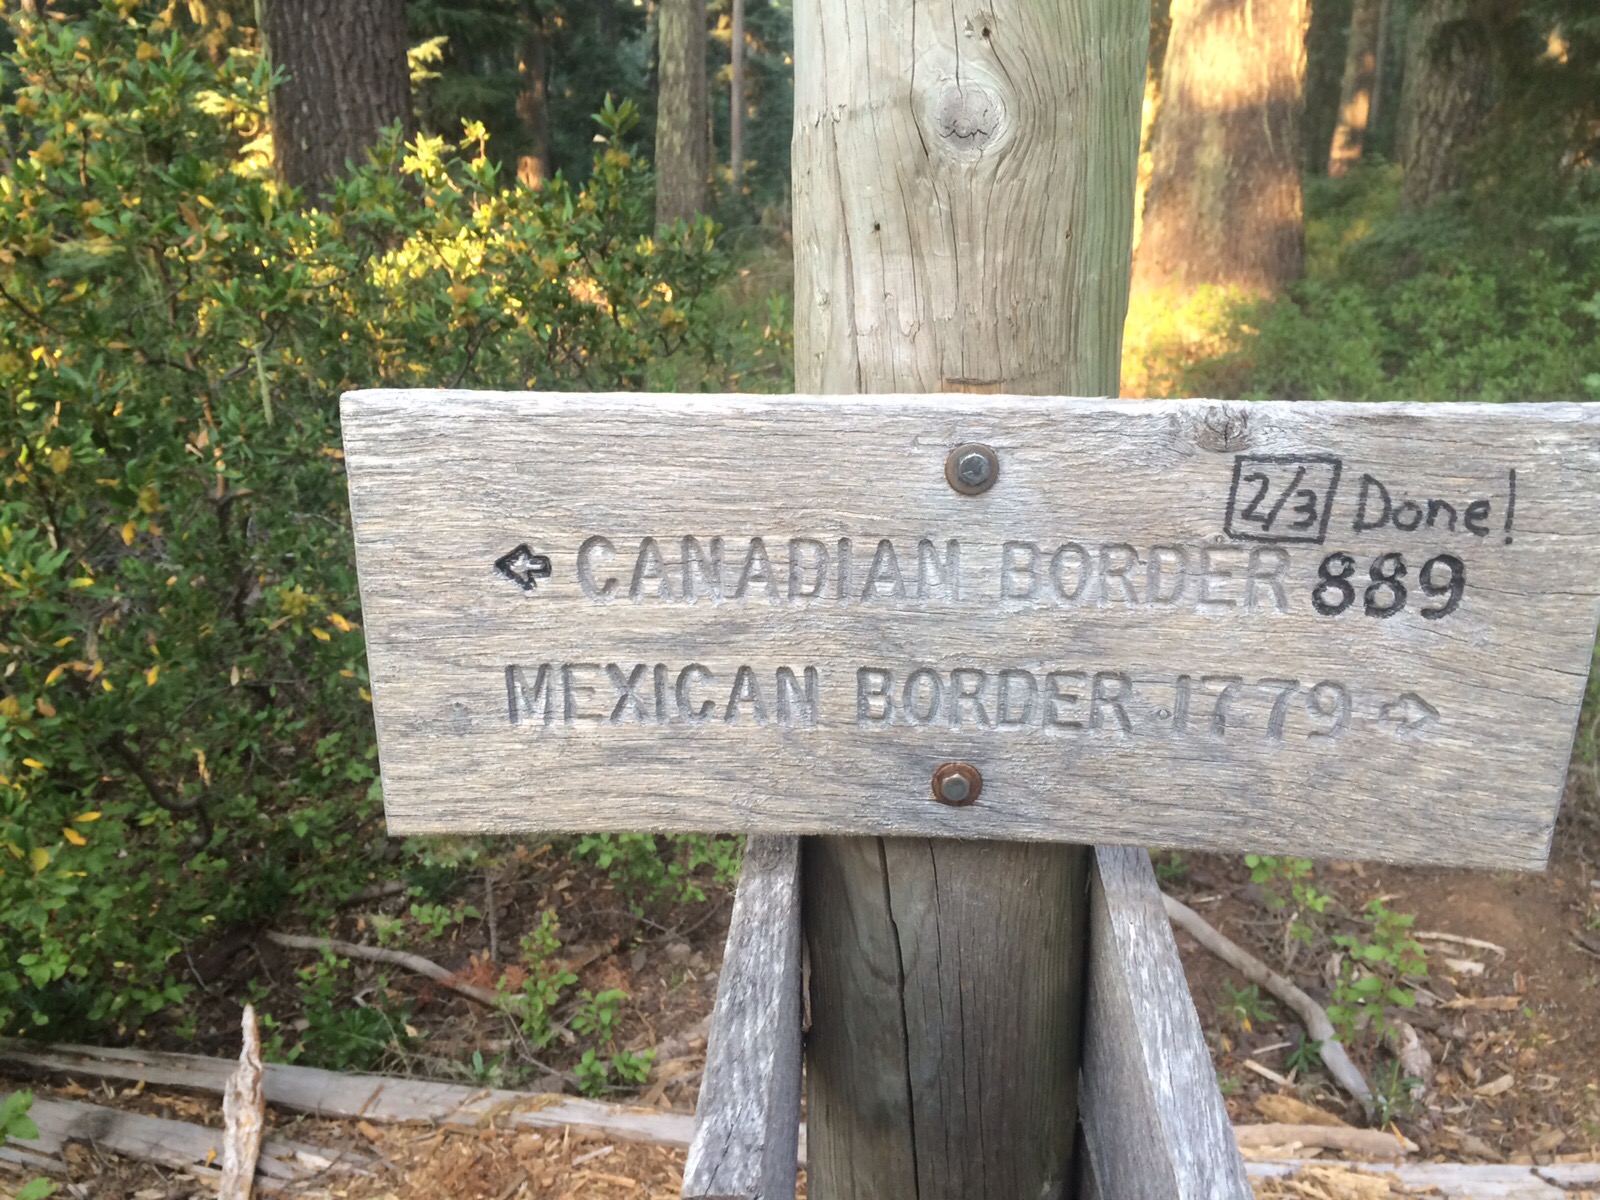 2/3 Done!
← CANADIAN BORDER 889
MEXICAN BORDER 1779 →